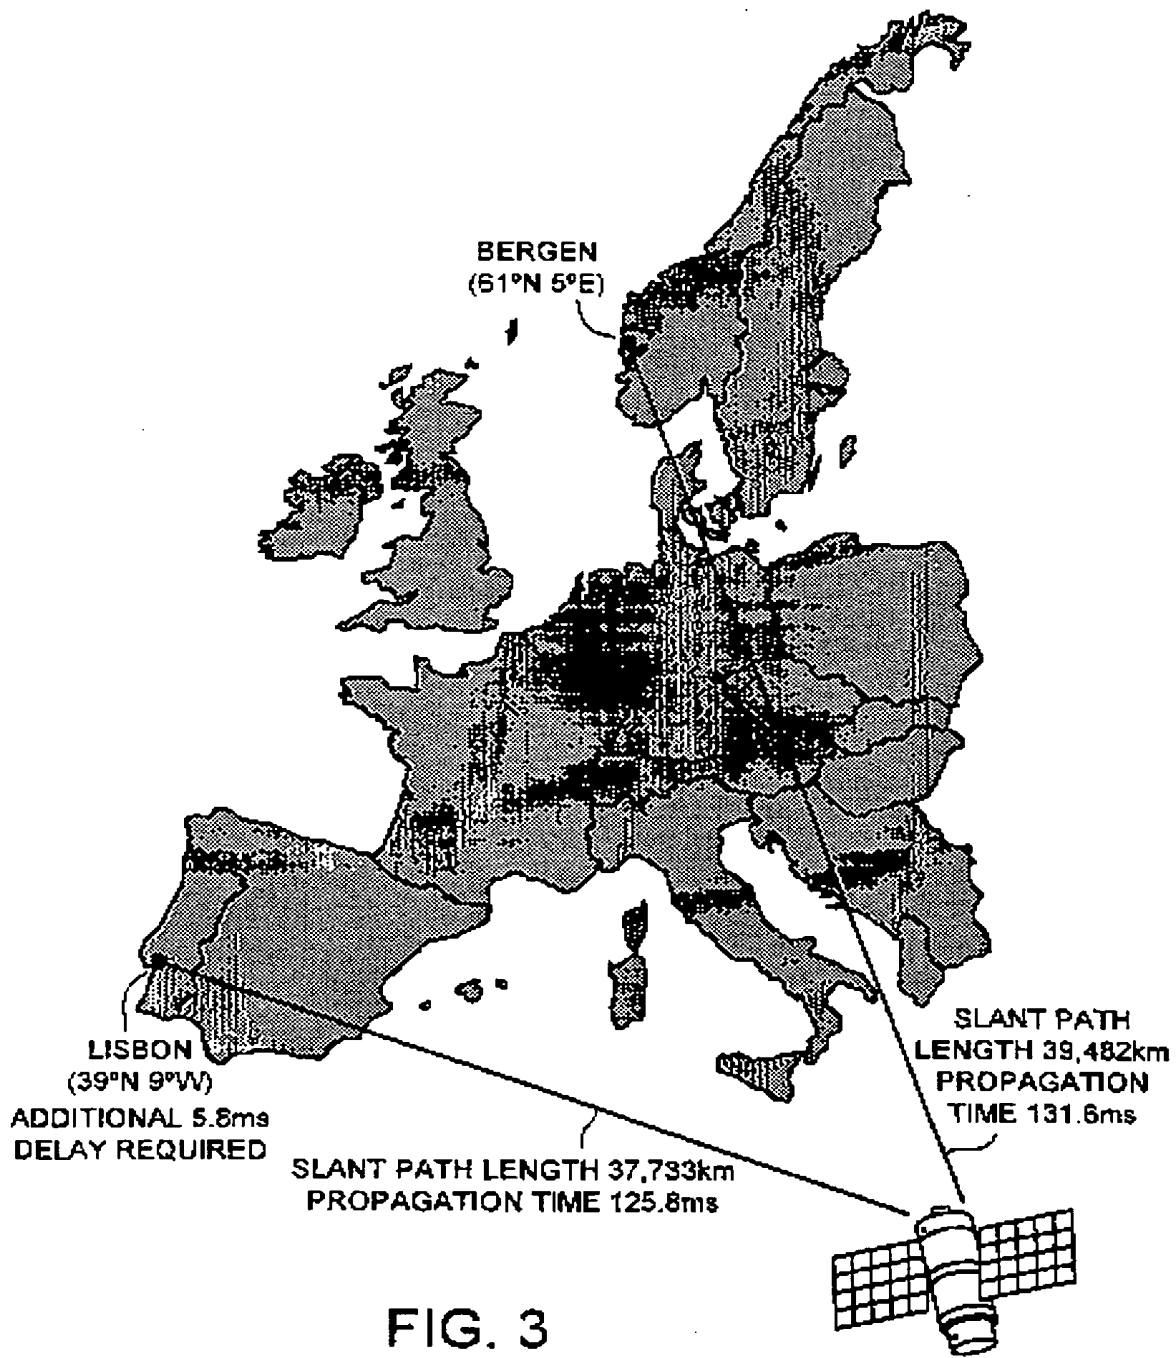 BERGEN
(61°N 5°E)
LISBON
(39°N 9°W)
ADDITIONAL 5.8ms
DELAY REQUIRED
SLANT PATH LENGTH 37,733km
PROPAGATION TIME 125.8ms
SLANT PATH
LENGTH 39,482km
PROPAGATION
TIME 131.6ms
FIG. 3